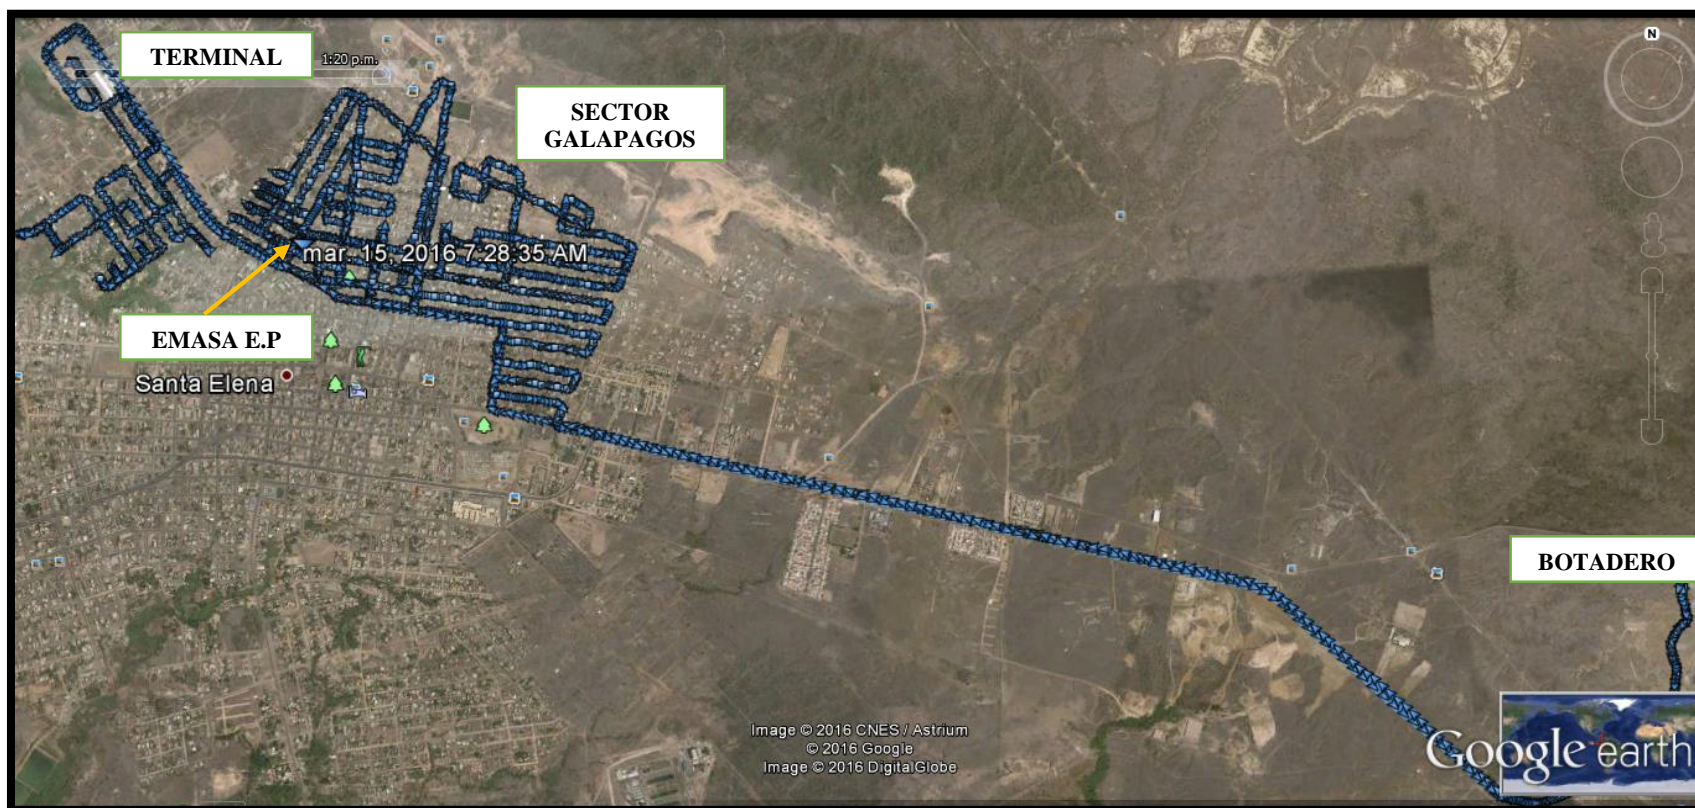 N
TERMINAL
1:20 p.m.
SECTOR
GALAPAGOS
mar. 15, 2016 7:28:35 AM
EMASA E.P
Santa Elena
BOTADERO
Image © 2016 CNES / Astrium
© 2016 Google
Image © 2016 DigitalGlobe
Google earth